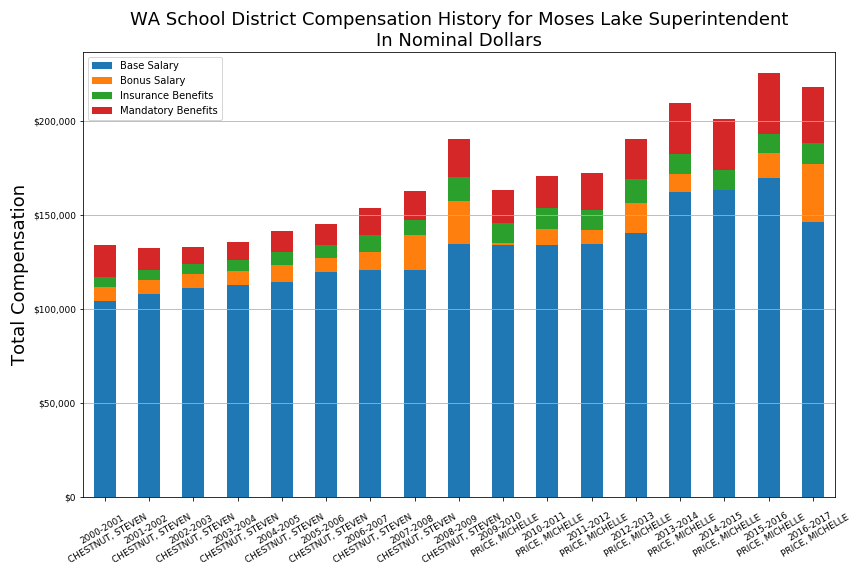 WA School District Compensation History for Moses Lake Superintendent
In Nominal Dollars
Base Salary
Bonus Salary
Insurance Benefits
Mandatory Benefits
Total Compensation
$200,000
$150,000
$100,000
$50,000
$0
2000-2001
CHESTNUT, STEVEN
2001-2002
CHESTNUT, STEVEN
2002-2003
CHESTNUT, STEVEN
2003-2004
CHESTNUT, STEVEN
2004-2005
CHESTNUT, STEVEN
2005-2006
CHESTNUT, STEVEN
2006-2007
CHESTNUT, STEVEN
2007-2008
CHESTNUT, STEVEN
2008-2009
CHESTNUT, STEVEN
2009-2010
PRICE, MICHELLE
2010-2011
PRICE, MICHELLE
2011-2012
PRICE, MICHELLE
2012-2013
PRICE, MICHELLE
2013-2014
PRICE, MICHELLE
2014-2015
PRICE, MICHELLE
2015-2016
PRICE, MICHELLE
2016-2017
PRICE, MICHELLE